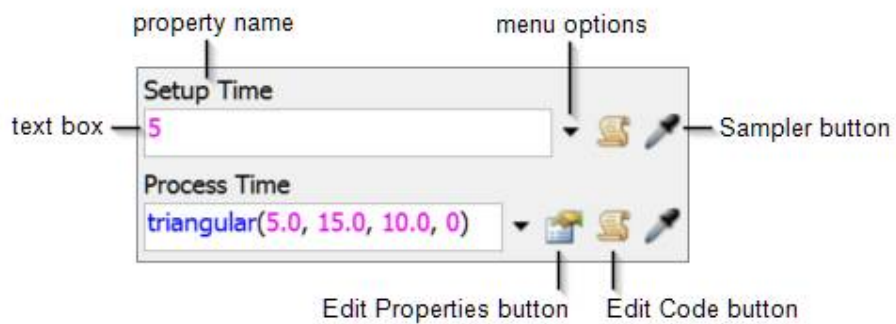 property name
menu options
Setup Time
text box
5
Sampler button
Process Time
triangular(5.0, 15.0, 10.0, 0)
Edit Properties button
Edit Code button